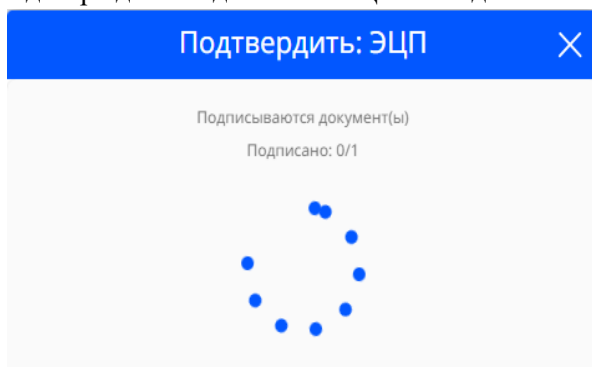 Подтвердить: ЭЦП
Подписываются документ(ы)
Подписано: 0/1